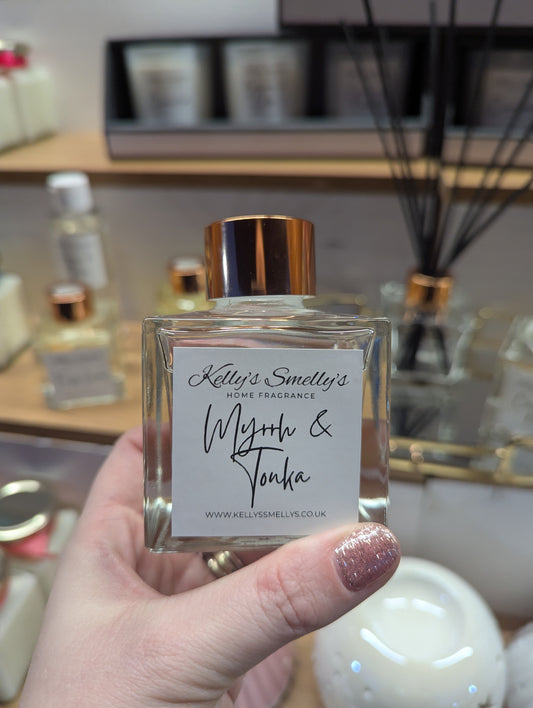 Kelly's Smelly's
HOME FRAGRANCE
Myrrh &
Tonka
WWW.KELLYSSMELLYS.CO.UK